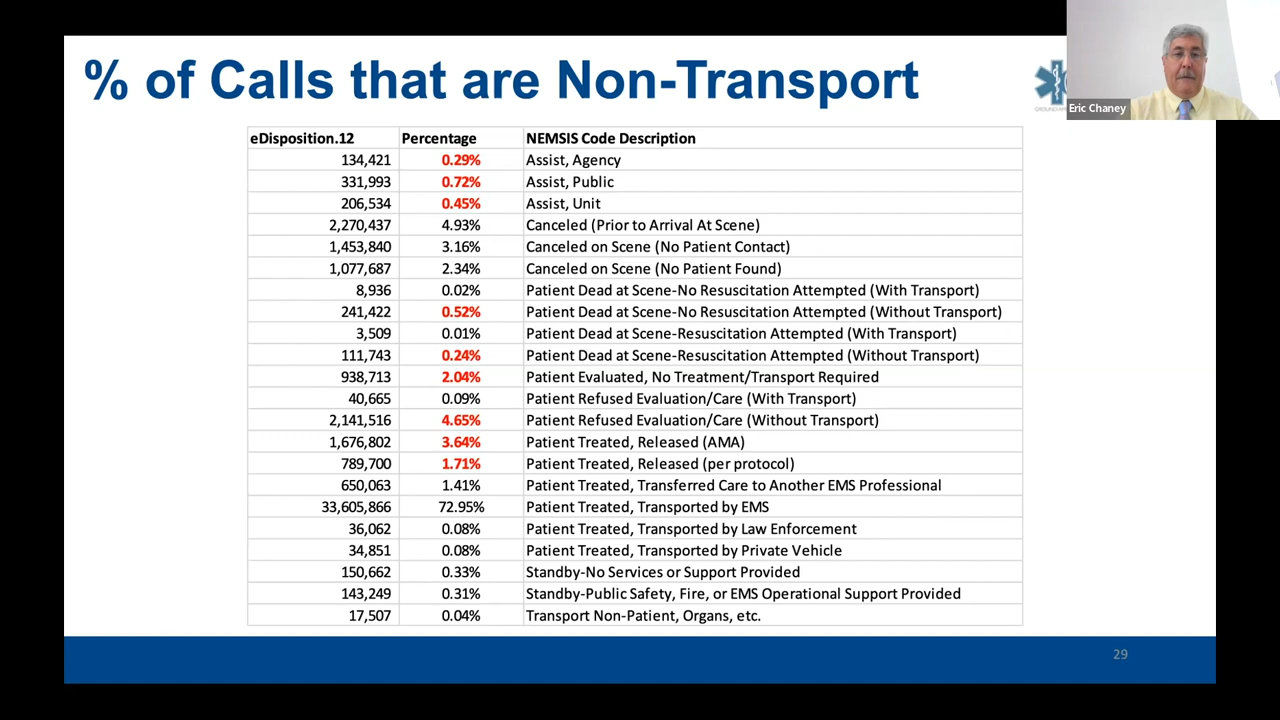 % of Calls that are Non-Transport
Eric Chaney
eDisposition.12 Percentage NEMSIS Code Description
134,421 0.29% Assist, Agency
331,993 0.72% Assist, Public
206,534 0.45% Assist, Unit
2,270,437 4.93% Canceled (Prior to Arrival At Scene)
1,453,840 3.16% Canceled on Scene (No Patient Contact)
1,077,687 2.34% Canceled on Scene (No Patient Found)
8,936 0.02% Patient Dead at Scene-No Resuscitation Attempted (With Transport)
241,422 0.52% Patient Dead at Scene-No Resuscitation Attempted (Without Transport)
3,509 0.01% Patient Dead at Scene-Resuscitation Attempted (With Transport)
111,743 0.24% Patient Dead at Scene-Resuscitation Attempted (Without Transport)
938,713 2.04% Patient Evaluated, No Treatment/Transport Required
40,665 0.09% Patient Refused Evaluation/Care (With Transport)
2,141,516 4.65% Patient Refused Evaluation/Care (Without Transport)
1,676,802 3.64% Patient Treated, Released (AMA)
789,700 1.71% Patient Treated, Released (per protocol)
650,063 1.41% Patient Treated, Transferred Care to Another EMS Professional
33,605,866 72.95% Patient Treated, Transported by EMS
36,062 0.08% Patient Treated, Transported by Law Enforcement
34,851 0.08% Patient Treated, Transported by Private Vehicle
150,662 0.33% Standby-No Services or Support Provided
143,249 0.31% Standby-Public Safety, Fire, or EMS Operational Support Provided
17,507 0.04% Transport Non-Patient, Organs, etc.
29